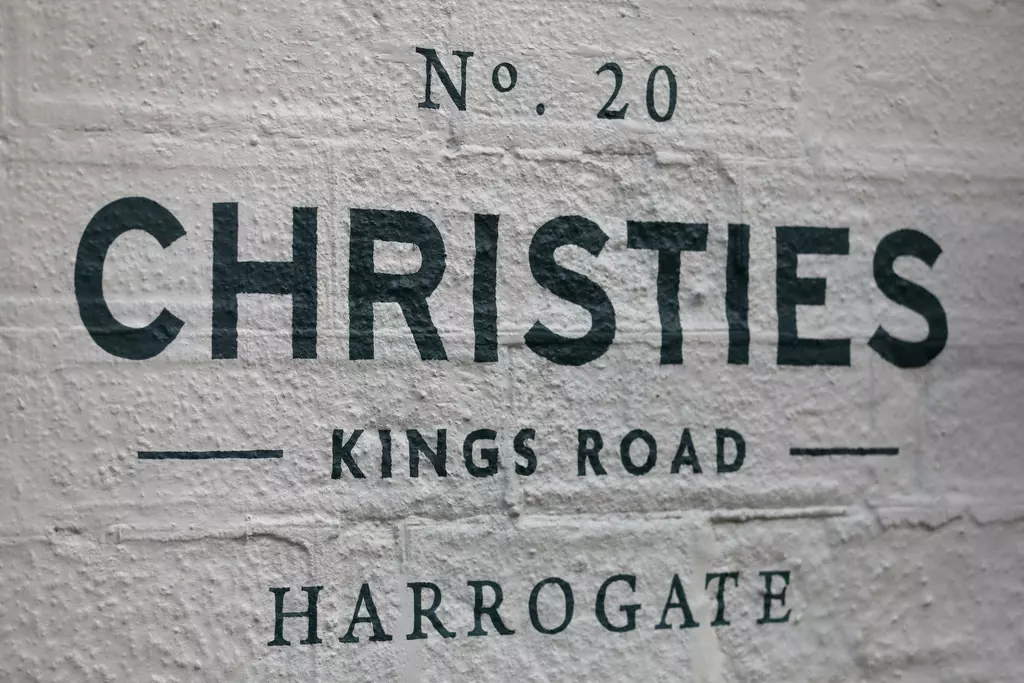 Nº. 20
CHRISTIES
KINGS ROAD
HARROGATE